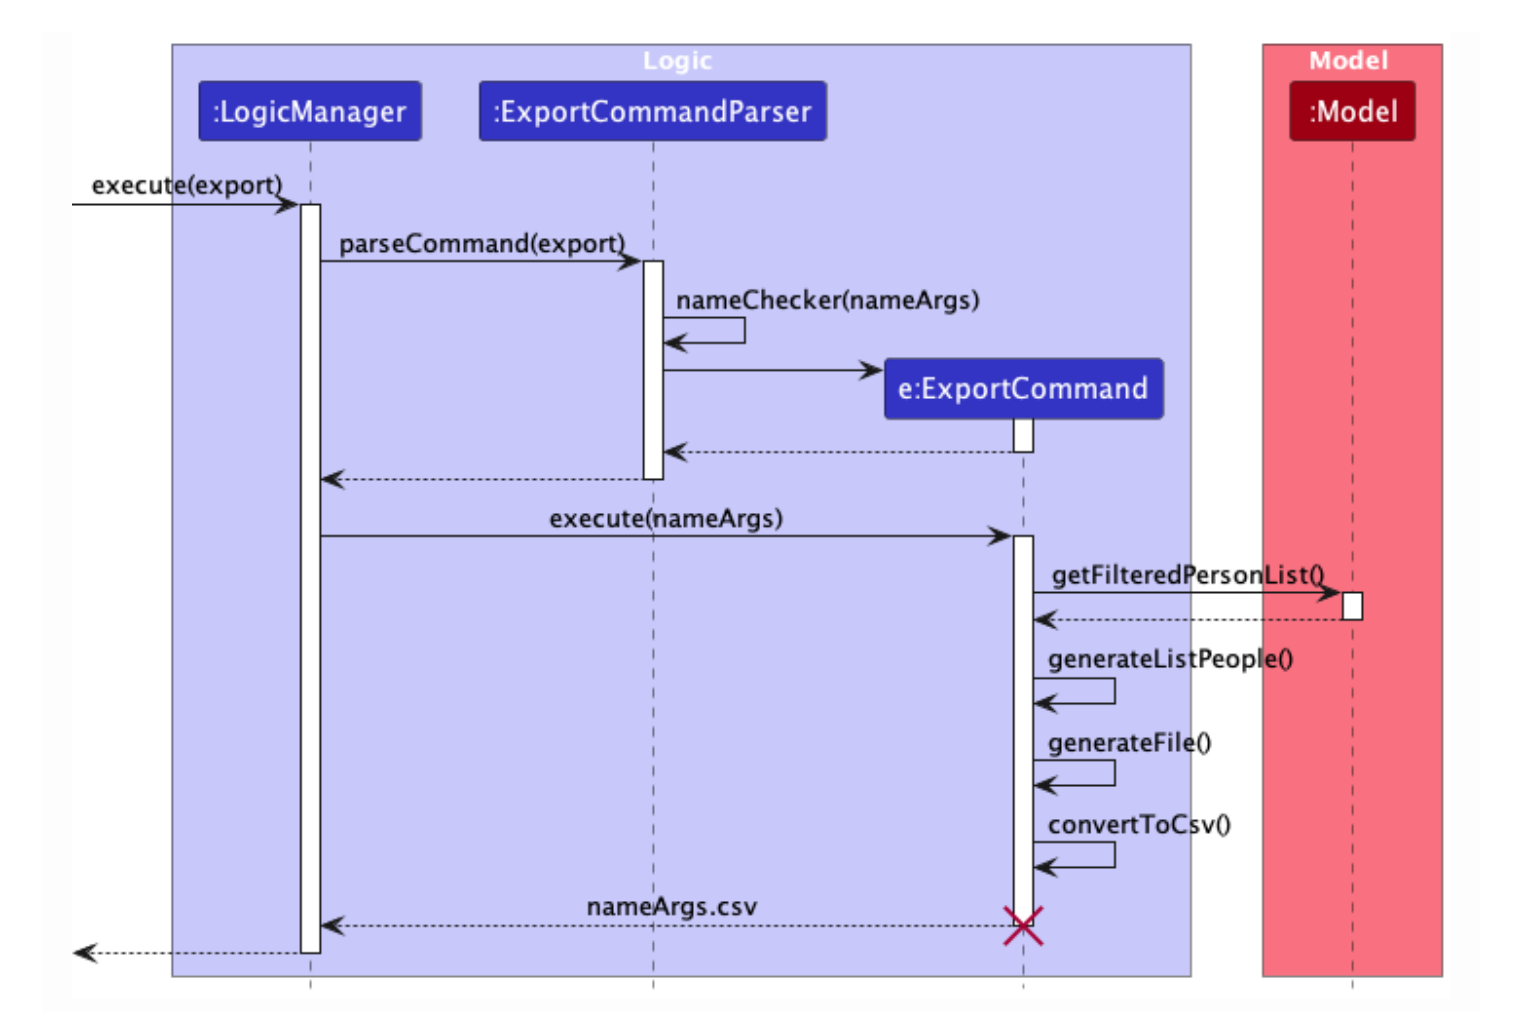 Logic
Model
:LogicManager
:ExportCommandParser
:Model
execute(export)
parseCommand(export)
nameChecker(nameArgs)
e:ExportCommand
execute(nameArgs)
getFilteredPersonList()
generateListPeople()
generateFile()
convertToCsv()
nameArgs.csv